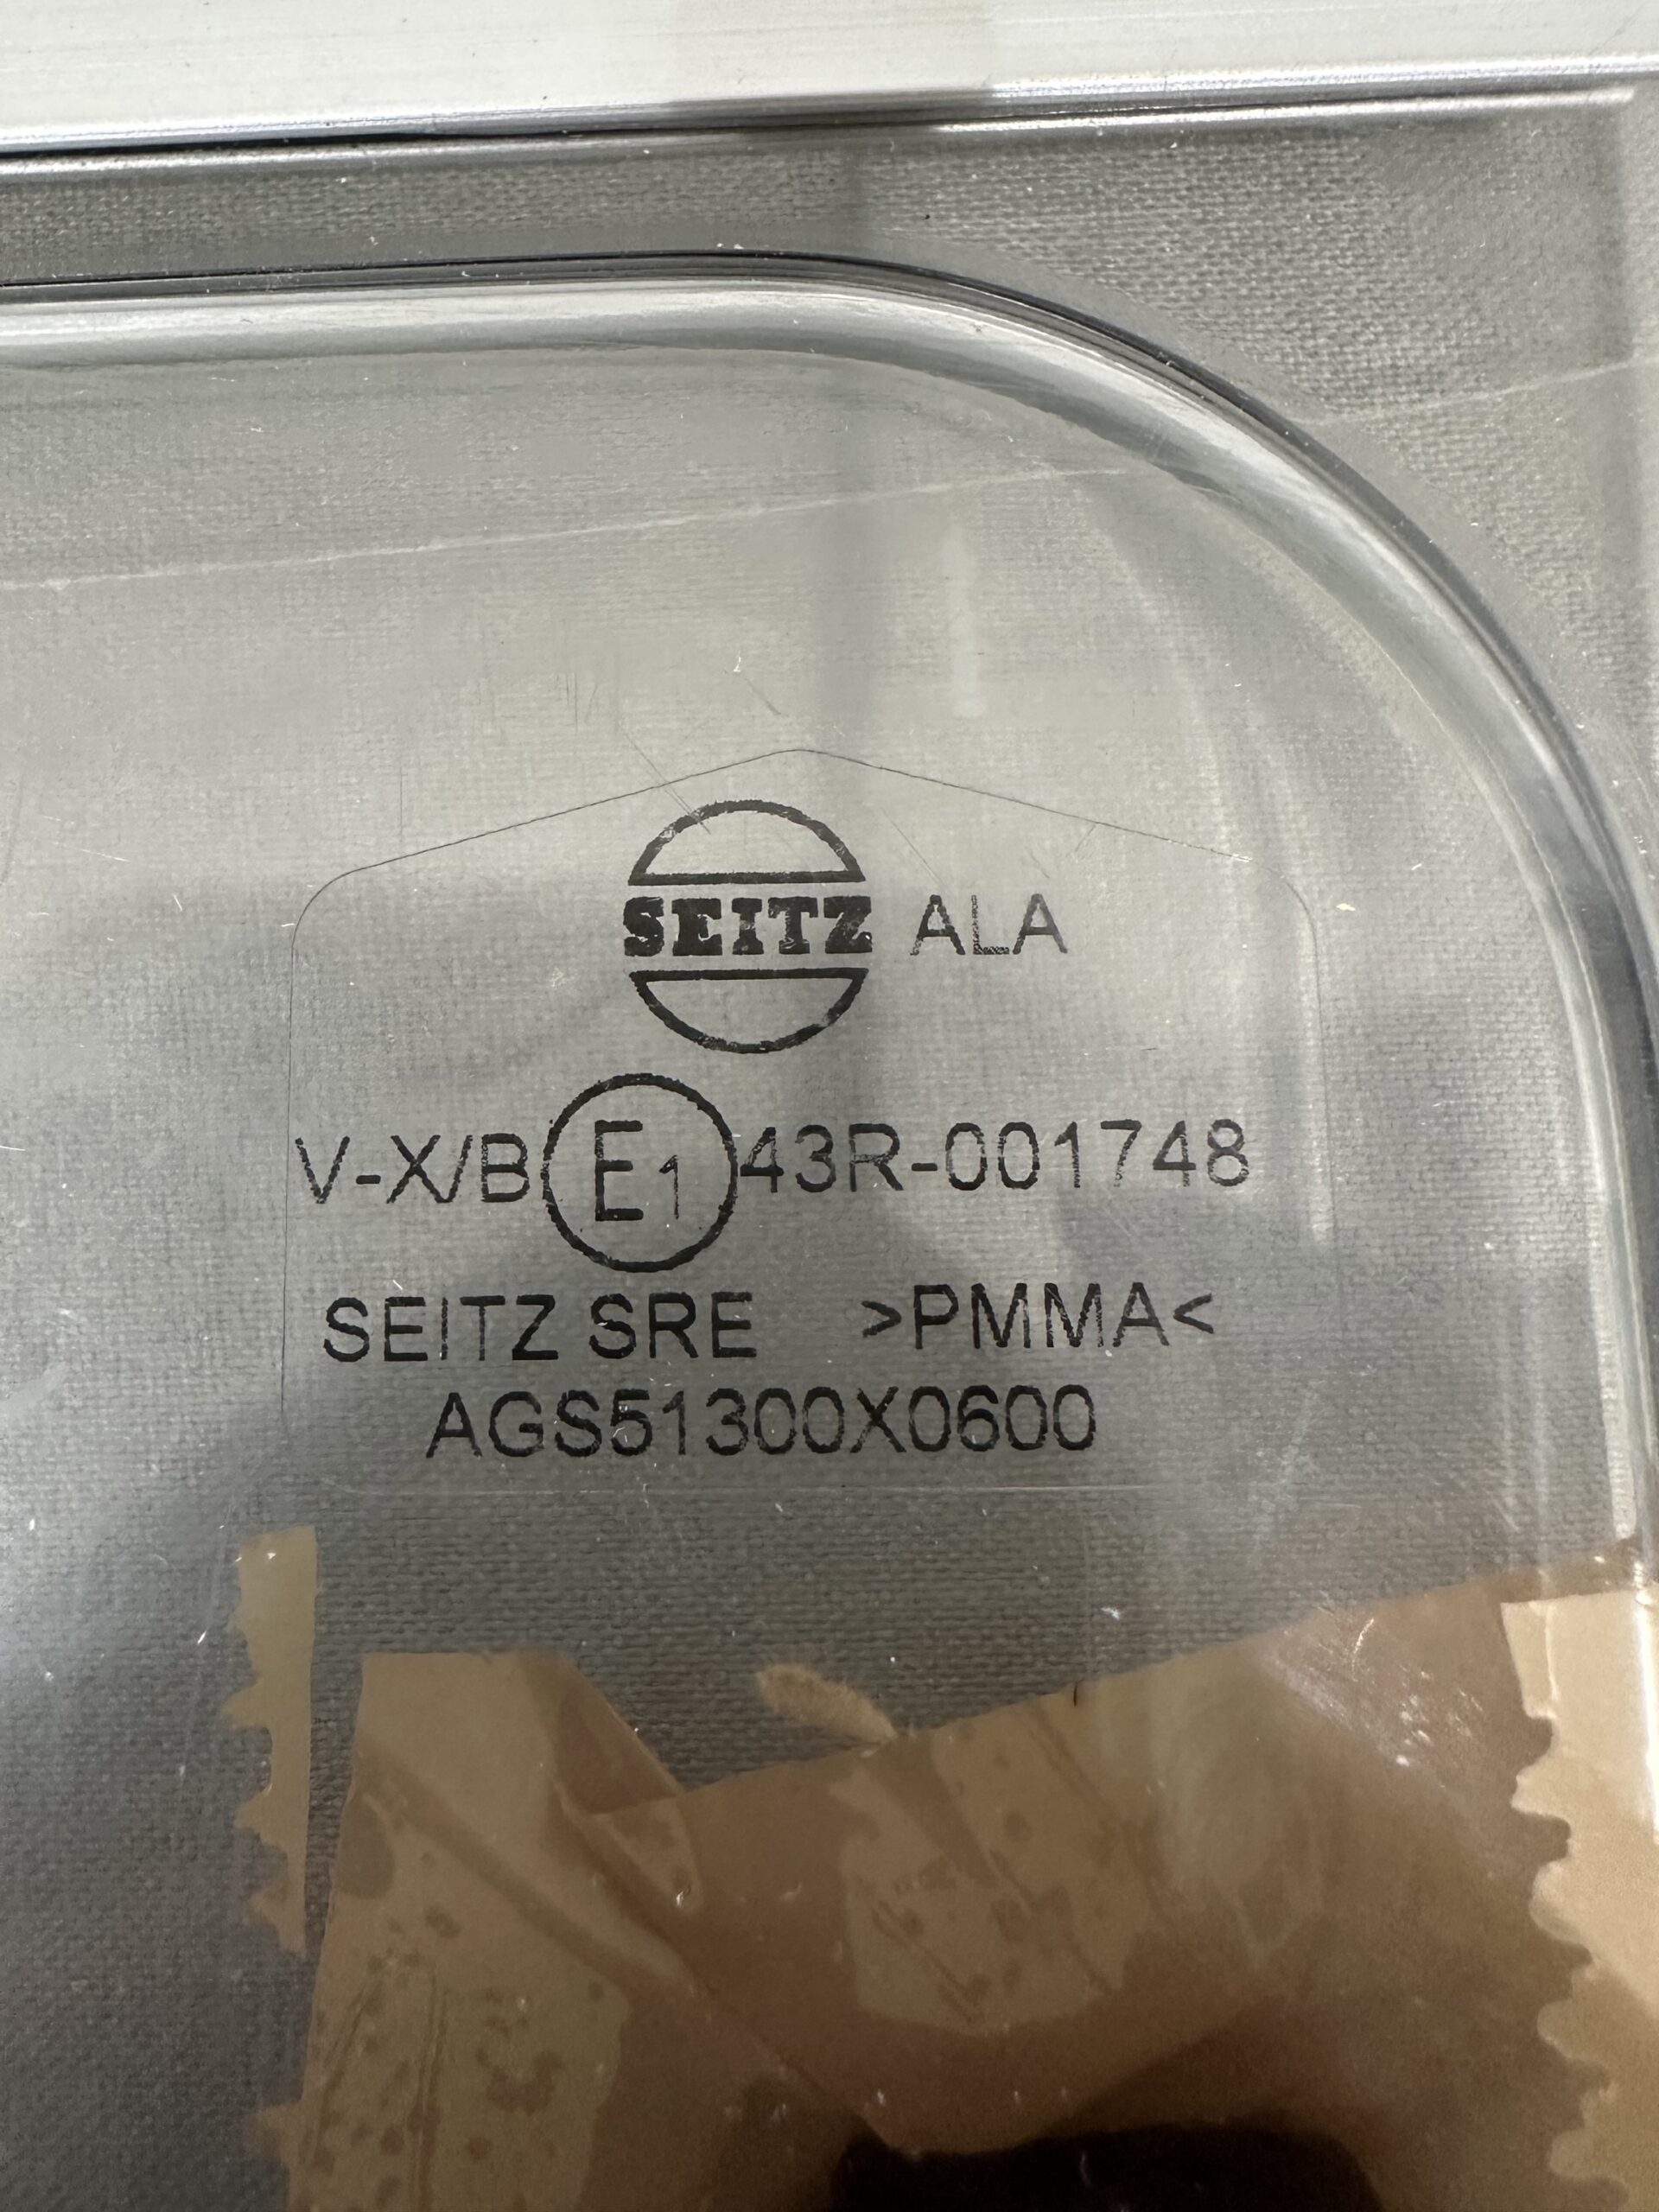 SEITZ ALA
V-X/B E1 43R-001748
SEITZ SRE >PMMA<
AGS51300X0600